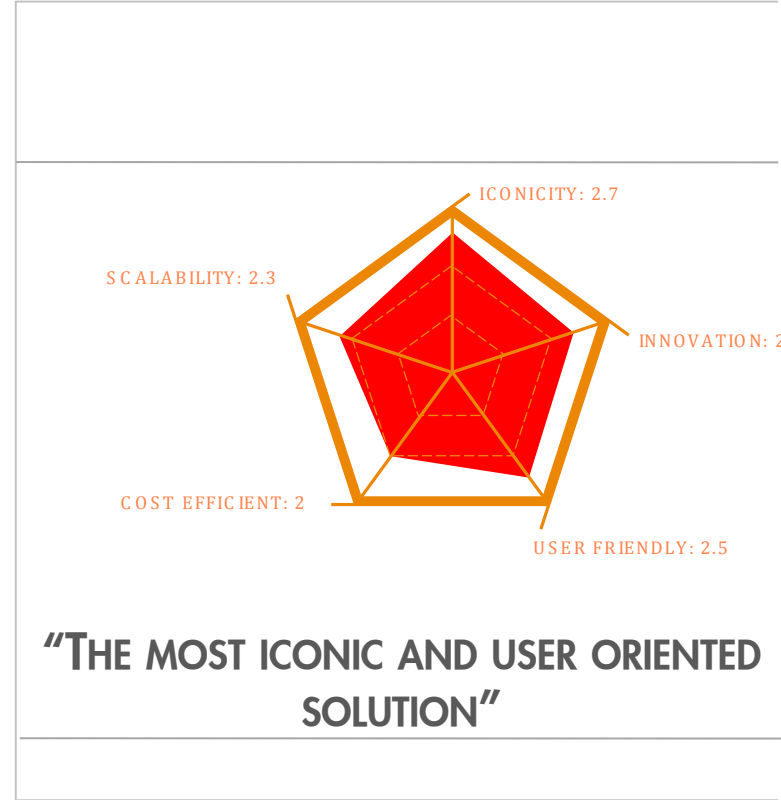 ICONICITY: 2.7
SCALABILITY: 2.3
INNOVATION: 2
COST EFFICIENT: 2
USER FRIENDLY: 2.5
“THE MOST ICONIC AND USER ORIENTED
SOLUTION”